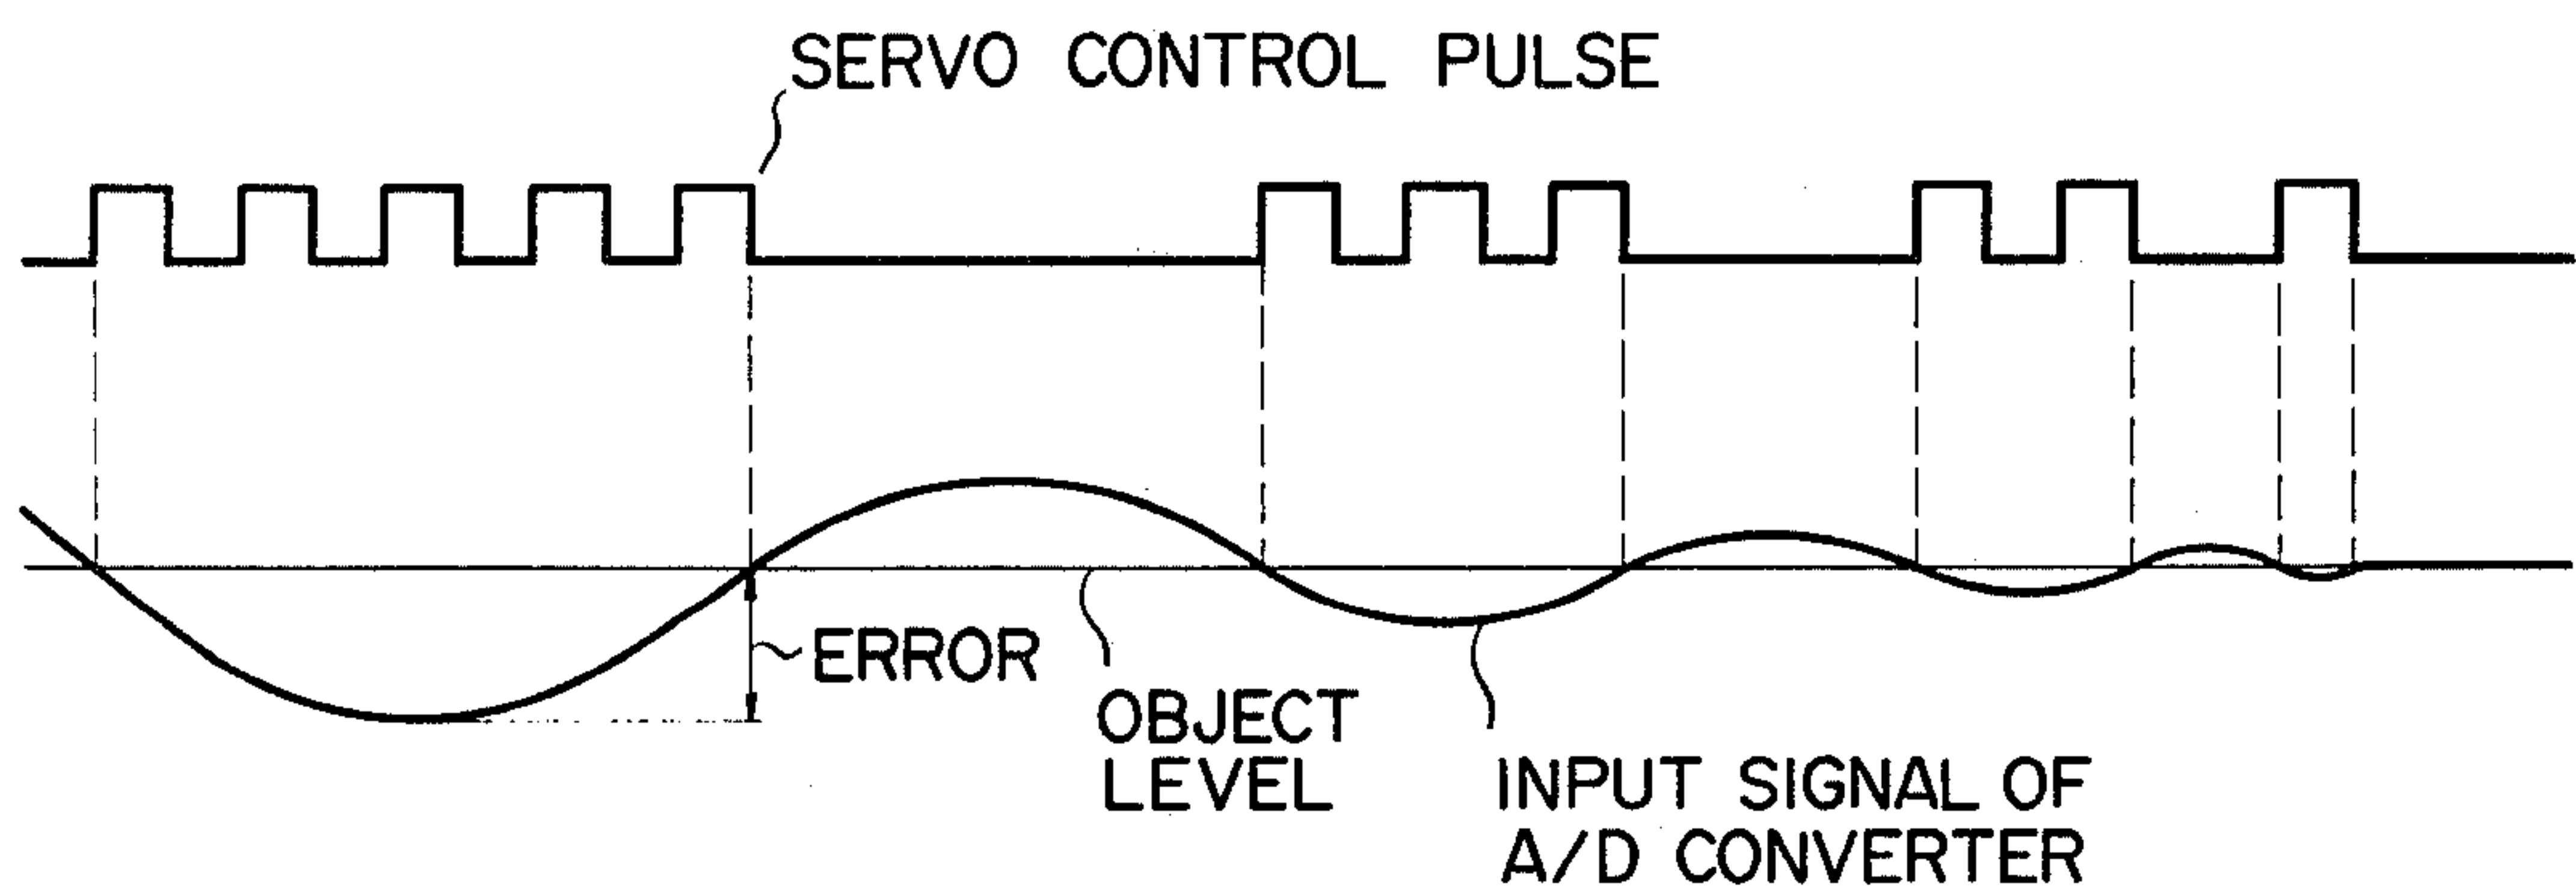 SERVO CONTROL PULSE
ERROR
OBJECT
LEVEL
INPUT SIGNAL OF
A/D CONVERTER